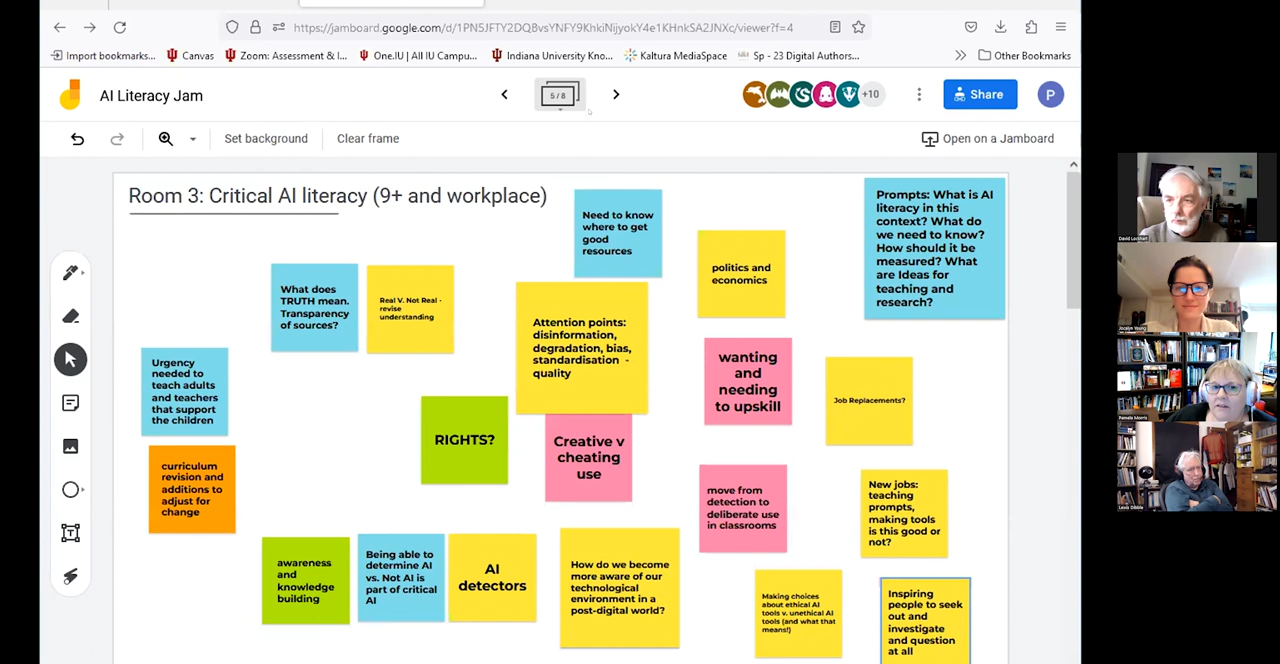 https://jamboard.google.com/d/1PN5JFTY2DQBvsYNFY9KhkiNijyokY4e1KHnkSA2JNXc/viewer?f=4
Import bookmarks...
Canvas
Zoom: Assessment & I...
One.IU | All IU Campu...
Indiana University Kno...
Kaltura MediaSpace
Sp - 23 Digital Authors...
Other Bookmarks
AI Literacy Jam
5 / 8
+10
Share
P
Set background
Clear frame
Open on a Jamboard
Room 3: Critical AI literacy (9+ and workplace)
Need to know
where to get
good
resources
politics and
economics
Prompts: What is AI
literacy in this
context? What do
we need to know?
How should it be
measured? What
are Ideas for
teaching and
research?
What does
TRUTH mean.
Transparency
of sources?
Real V. Not Real -
revise
understanding
Attention points:
disinformation,
degradation, bias,
standardisation -
quality
wanting
and
needing
to upskill
Job Replacements?
Urgency
needed to
teach adults
and teachers
that support
the children
RIGHTS?
Creative v
cheating
use
curriculum
revision and
additions to
adjust for
change
move from
detection to
deliberate use
in classrooms
New jobs:
teaching
prompts,
making tools
is this good or
not?
awareness
and
knowledge
building
Being able to
determine AI
vs. Not AI is
part of critical
AI
AI
detectors
How do we become
more aware of our
technological
environment in a
post-digital world?
Making choices
about ethical AI
tools v. unethical AI
tools (and what that
means!)
Inspiring
people to seek
out and
investigate
and question
at all
David Lockhart
Jocelyn Young
Pamela Morris
Lewis Dibble